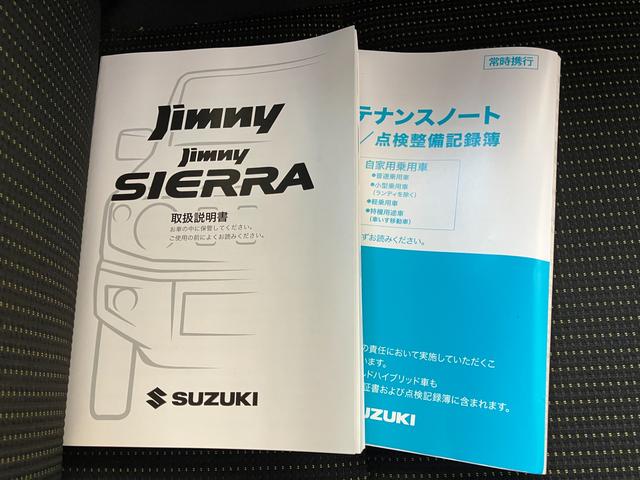 Jimny
Jimny
SIERRA
取扱説明書
お車の中に保管してください。
ご使用の前によくお読みください。
SUZUKI
常時携行
テナンスノート
/点検整備記録簿
自家用乗用車
●普通乗用車
●小型乗用車
(ランディを除く)
●軽乗用車
●特種用途車
(車いす移動車)
ずお読みください。
の責任において実施していただくこ
います。
ルドハイブリッド車も
証書および点検記録簿に含まれます。
UZUKI